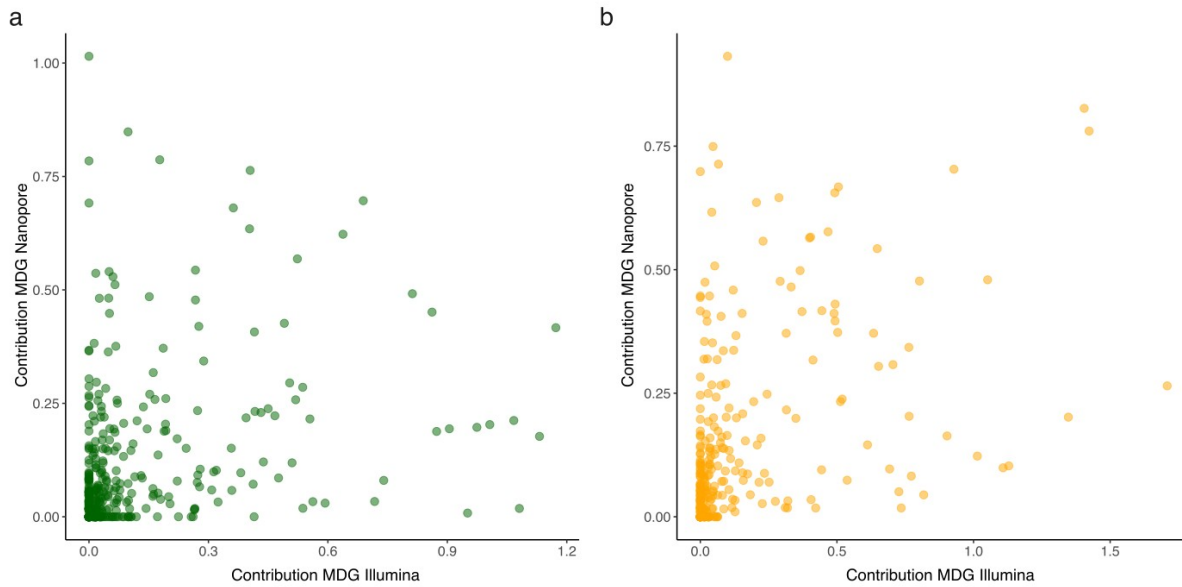 a
1.00
0.75
0.50
0.25
0.00
Contribution MDG Nanopore
0.0 0.3 0.6 0.9 1.2
Contribution MDG Illumina
b
0.75
0.50
0.25
0.00
Contribution MDG Nanopore
0.0 0.5 1.0 1.5
Contribution MDG Illumina